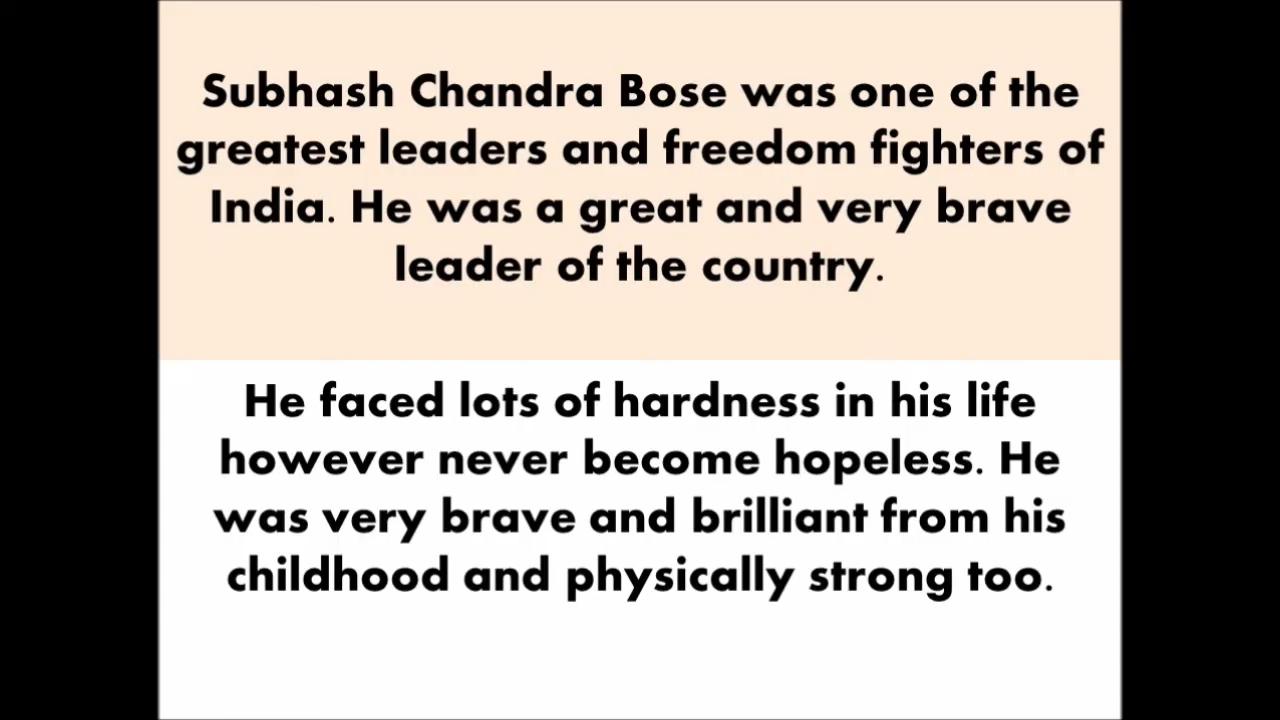 Subhash Chandra Bose was one of the
greatest leaders and freedom fighters of
India. He was a great and very brave
leader of the country.
He faced lots of hardness in his life
however never become hopeless. He
was very brave and brilliant from his
childhood and physically strong too.